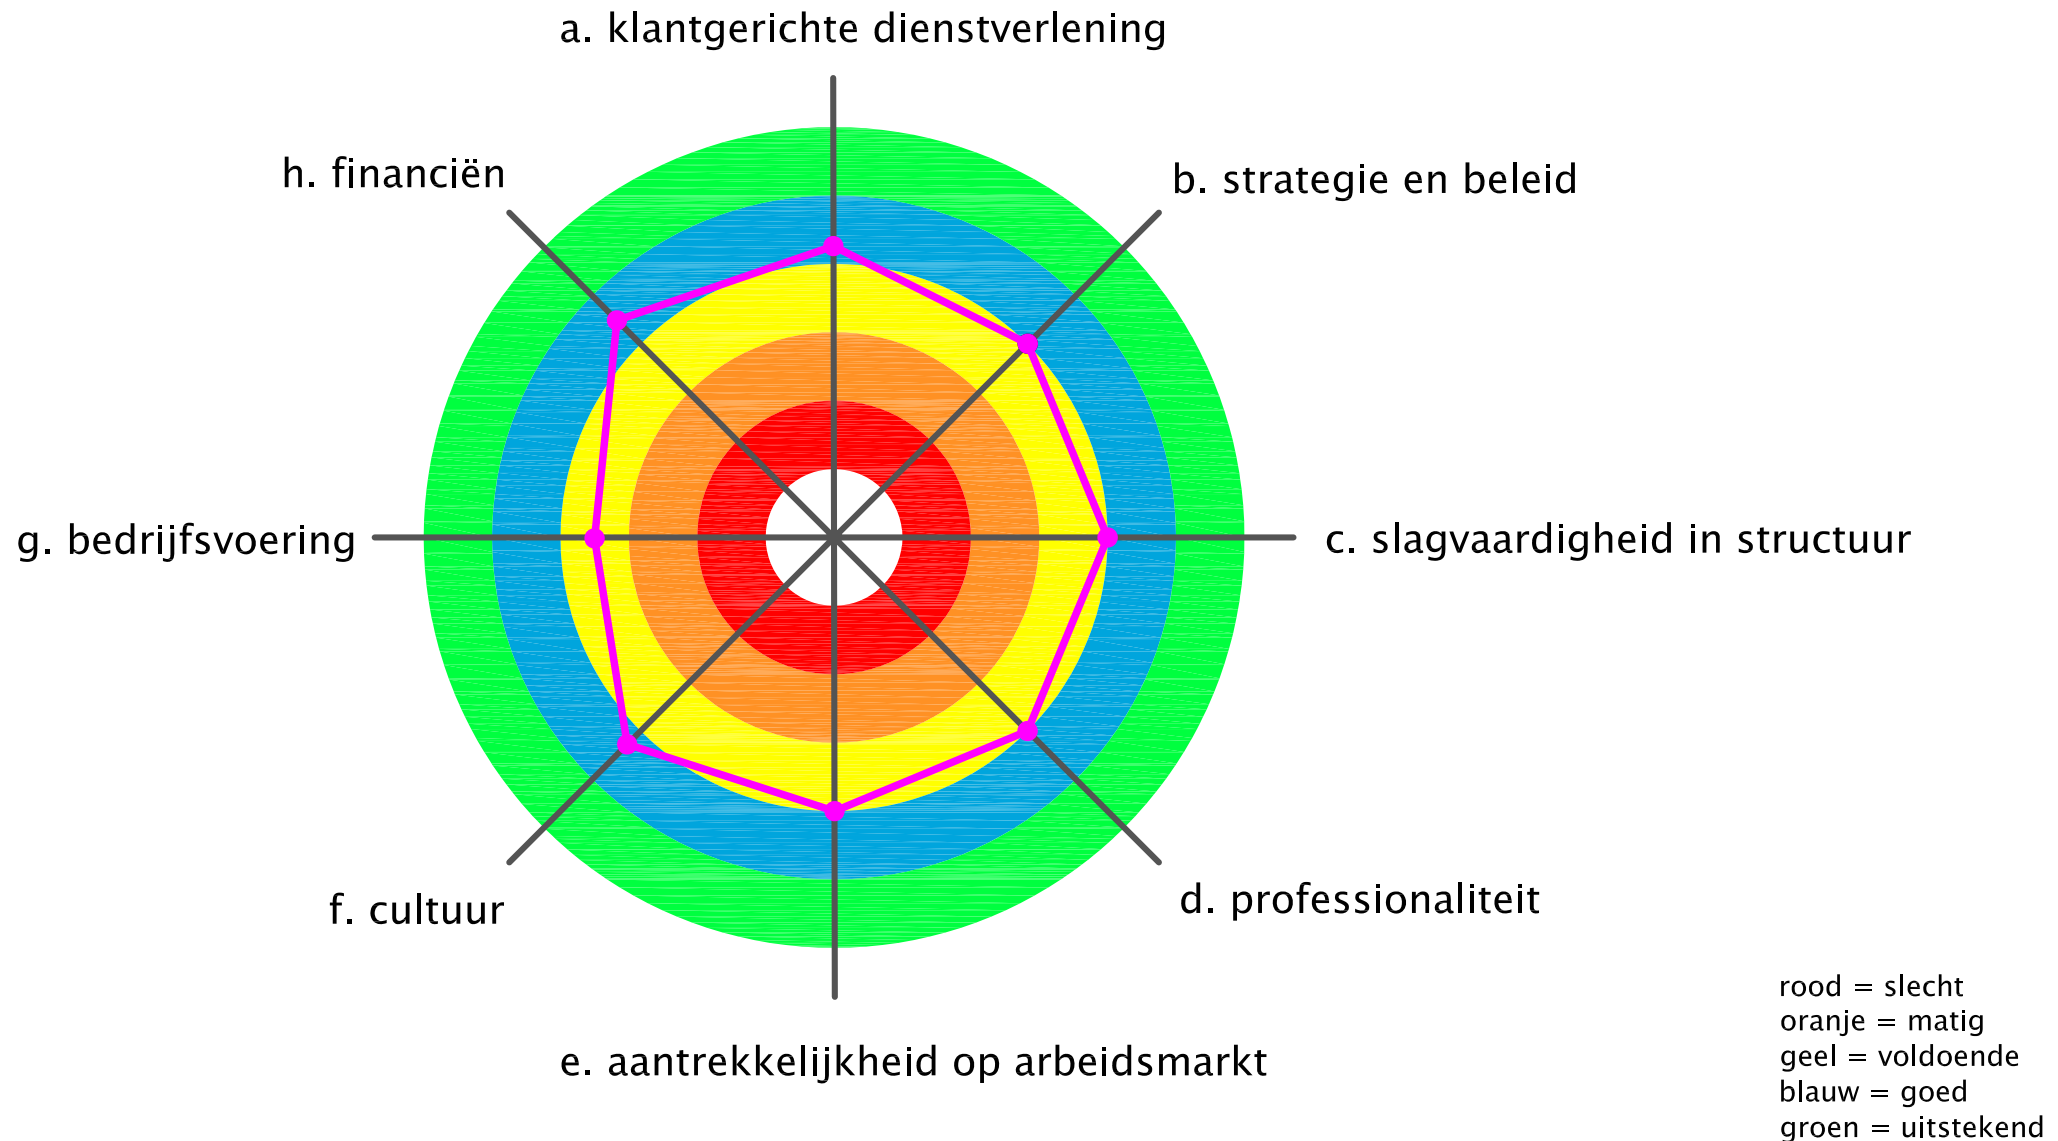 a. klantgerichte dienstverlening
h. financiën
b. strategie en beleid
g. bedrijfsvoering
c. slagvaardigheid in structuur
f. cultuur
d. professionaliteit
e. aantrekkelijkheid op arbeidsmarkt
rood = slecht
oranje = matig
geel = voldoende
blauw = goed
groen = uitstekend